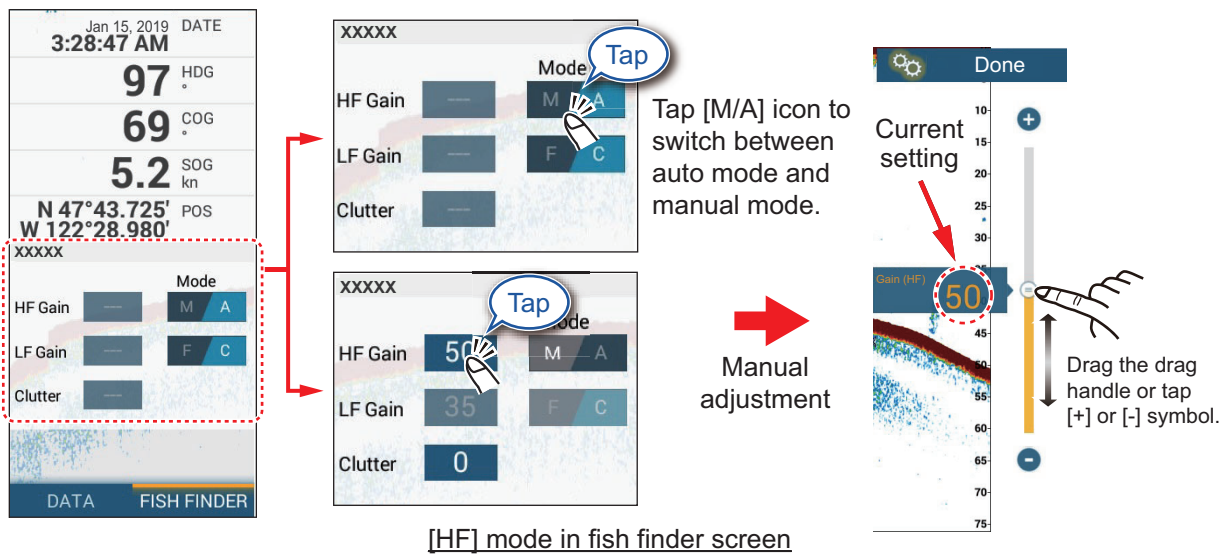 Jan 15, 2019 DATE
3:28:47 AM
97 HDG °
69 COG °
5.2 SOG kn
N 47°43.725' POS
W 122°28.980'
XXXXX
Mode
HF Gain --- M A
LF Gain --- F C
Clutter ---
DATA FISH FINDER
XXXXX
Tap
Mode
HF Gain --- M A
LF Gain --- F C
Clutter ---
Tap [M/A] icon to
switch between
auto mode and
manual mode.
XXXXX
Tap
ode
HF Gain 50 M A
LF Gain 35 F C
Clutter 0
Manual
adjustment
Done
Current
setting
10
15
20
25
30
35
Gain (HF) 50
45
50
55
60
65
70
75
+
=
-
Drag the drag
handle or tap
[+] or [-] symbol.
[HF] mode in fish finder screen